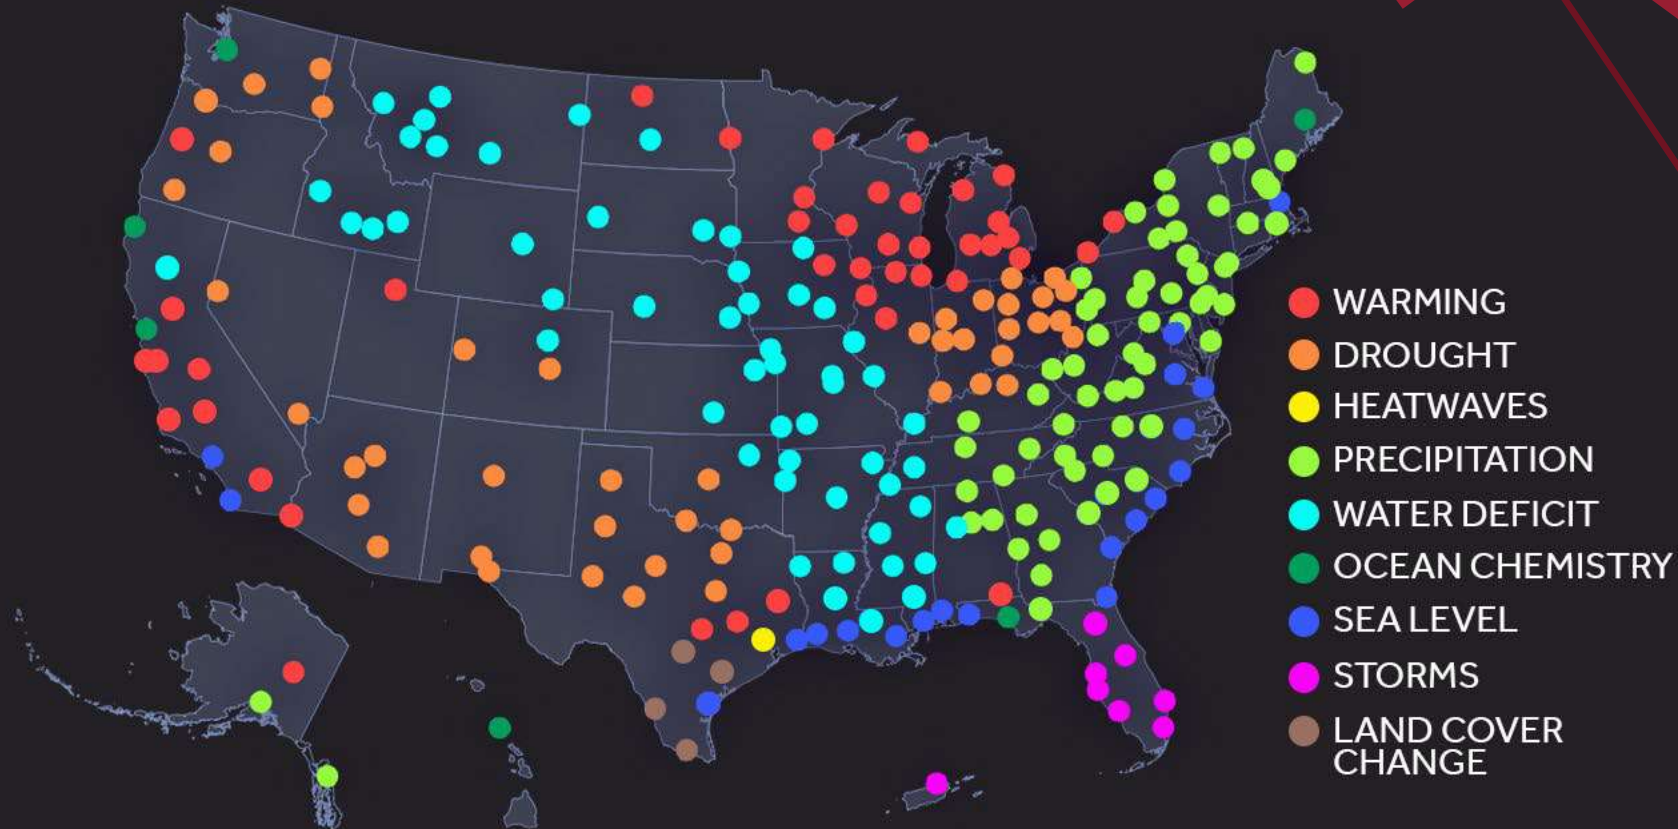 WARMING
DROUGHT
HEATWAVES
PRECIPITATION
WATER DEFICIT
OCEAN CHEMISTRY
SEA LEVEL
STORMS
LAND COVER
CHANGE